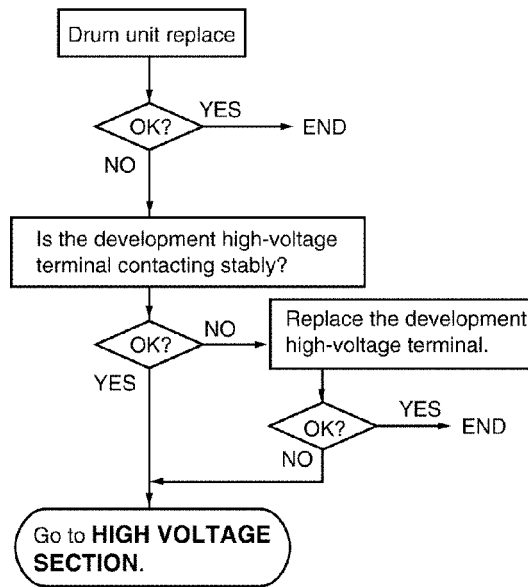 Drum unit replace
OK?
YES
END
NO
Is the development high-voltage
terminal contacting stably?
OK?
NO
YES
Replace the development
high-voltage terminal.
OK?
YES
END
NO
Go to HIGH VOLTAGE
SECTION.